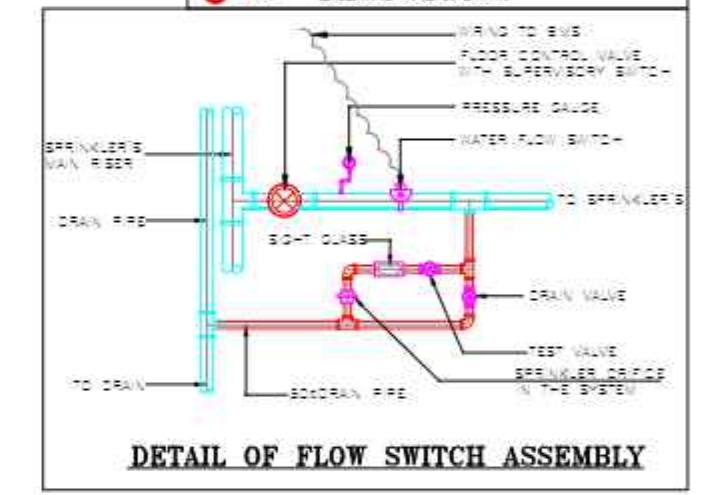 WIRING TO BMS
FLOOR CONTROL VALVE
WITH SUPERVISORY SWITCH
PRESSURE GAUGE
WATER FLOW SWITCH
SPRINKLER'S
MAIN RISER
TO SPRINKLER'S
DRAIN PIPE
SIGHT GLASS
DRAIN VALVE
TEST VALVE
SPRINKLER ORIFICE
IN THE SYSTEM
TO DRAIN
DRAIN PIPE
DETAIL OF FLOW SWITCH ASSEMBLY